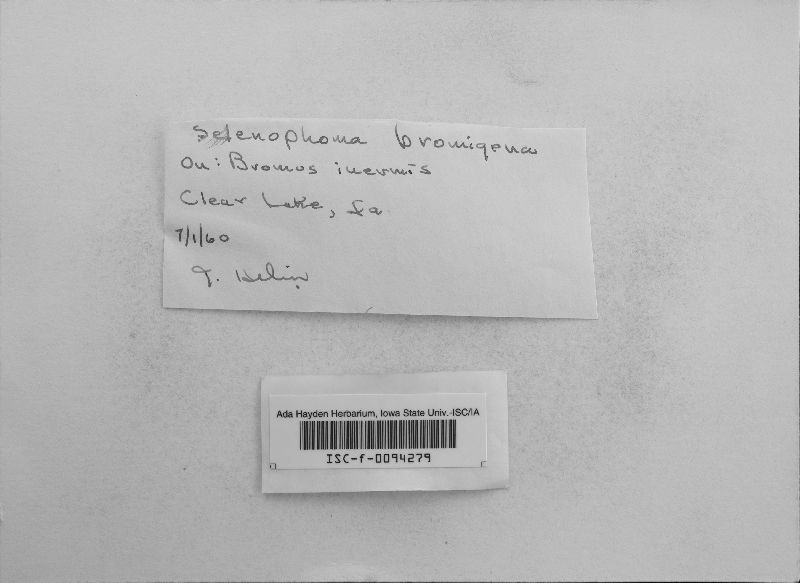 Selenophoma bromigena
On: Bromus inermis
Clear Lake, Ia
7/1/60
Ada Hayden Herbarium, Iowa State Univ.-ISC/IA
ISC-f-0094279